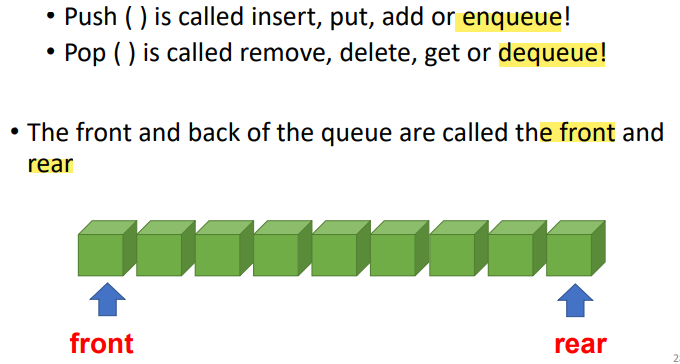 • Push ( ) is called insert, put, add or enqueue!
• Pop ( ) is called remove, delete, get or dequeue!
• The front and back of the queue are called the front and
rear
front
rear